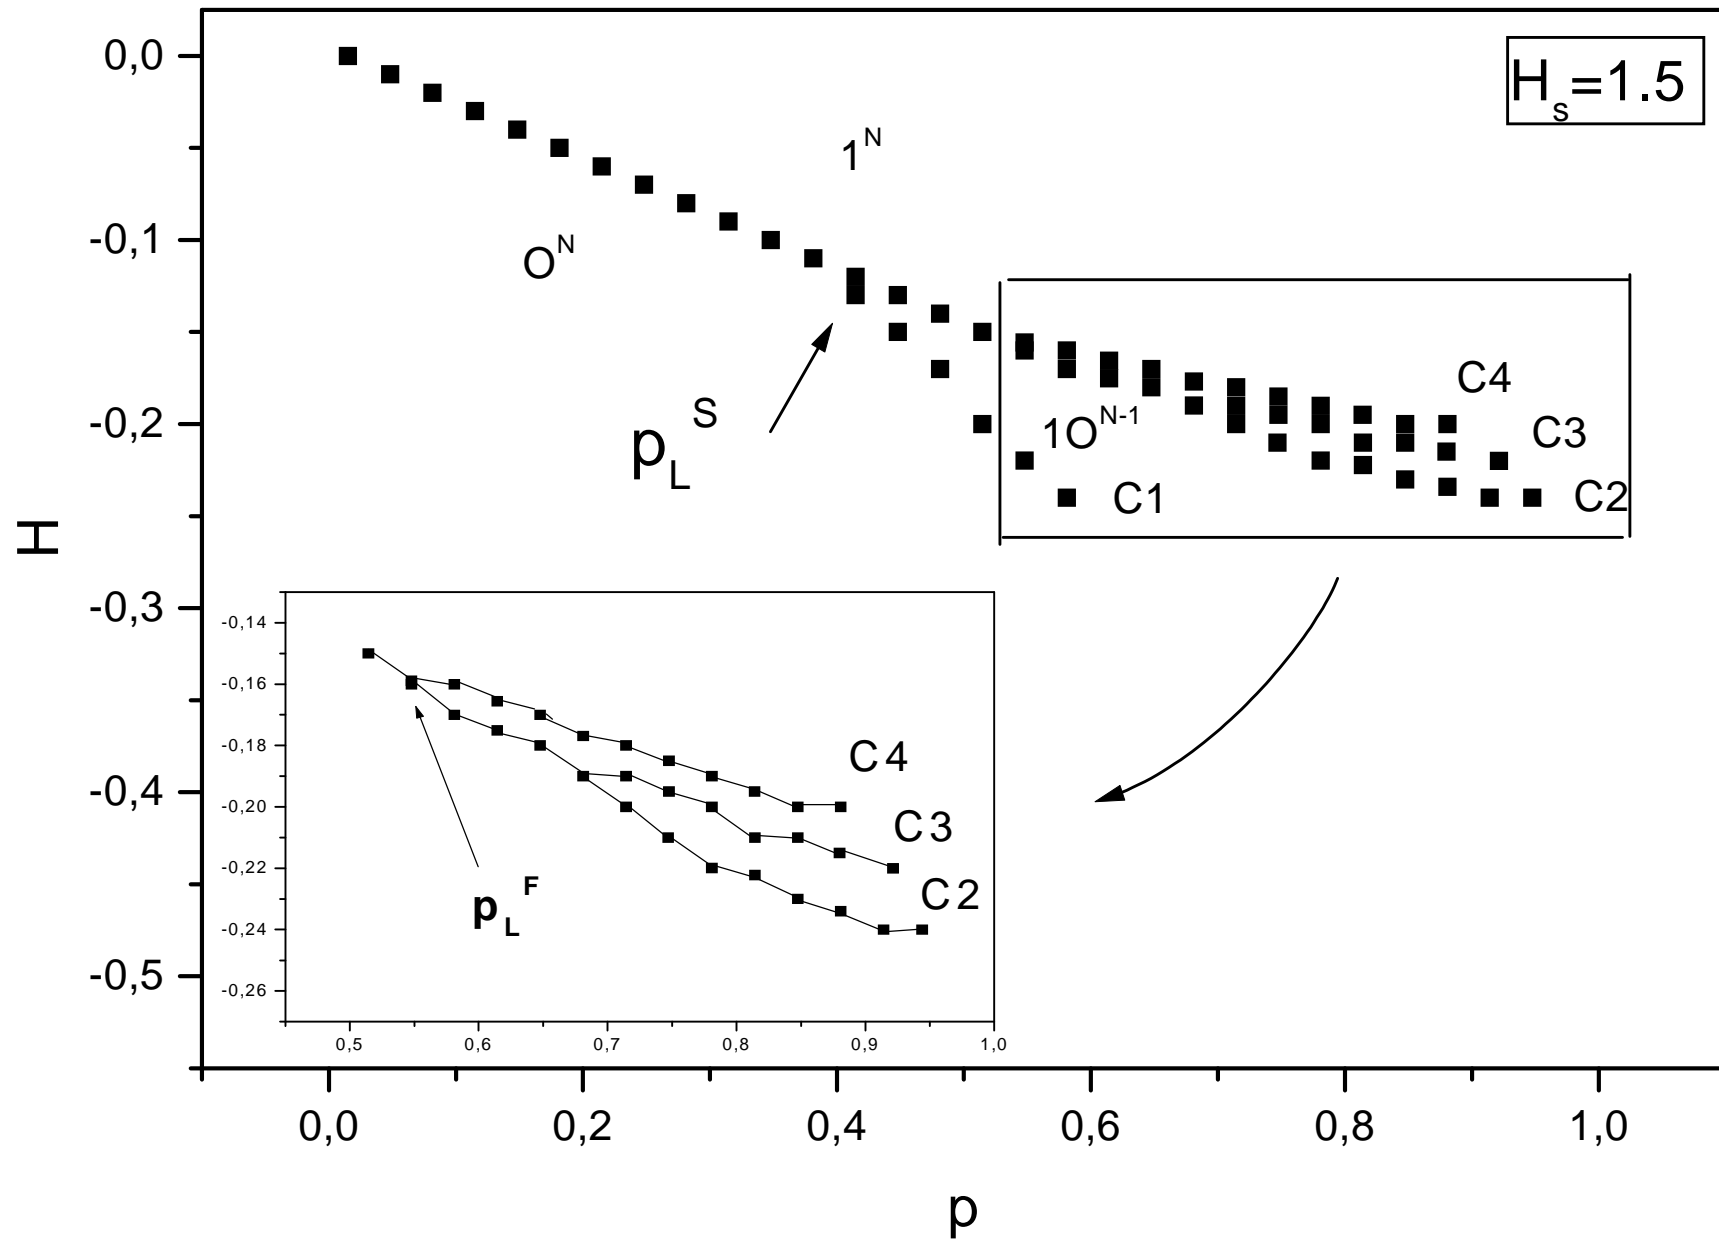 0,0
H_s=1.5
1^N
-0,1
O^N
C4
p_L^S
-0,2
1O^N-1
C3
C1
C2
H
-0,3
-0,14
-0,16
-0,18
C4
-0,4
-0,20
C3
-0,22
p_L^F
C2
-0,24
-0,5
-0,26
0,5 0,6 0,7 0,8 0,9 1,0
0,0 0,2 0,4 0,6 0,8 1,0
p